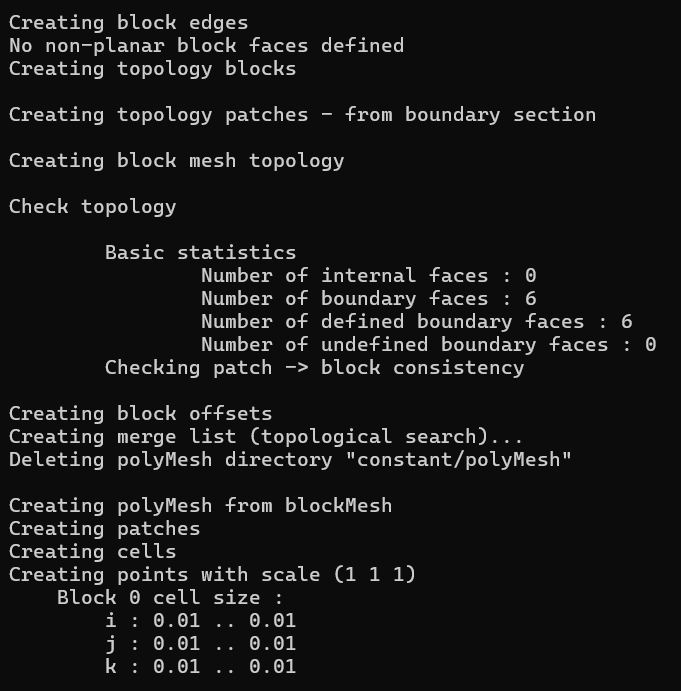 Creating block edges
No non-planar block faces defined
Creating topology blocks
Creating topology patches - from boundary section
Creating block mesh topology
Check topology
Basic statistics
Number of internal faces : 0
Number of boundary faces : 6
Number of defined boundary faces : 6
Number of undefined boundary faces : 0
Checking patch -> block consistency
Creating block offsets
Creating merge list (topological search)...
Deleting polyMesh directory "constant/polyMesh"
Creating polyMesh from blockMesh
Creating patches
Creating cells
Creating points with scale (1 1 1)
Block 0 cell size :
i : 0.01 .. 0.01
j : 0.01 .. 0.01
k : 0.01 .. 0.01